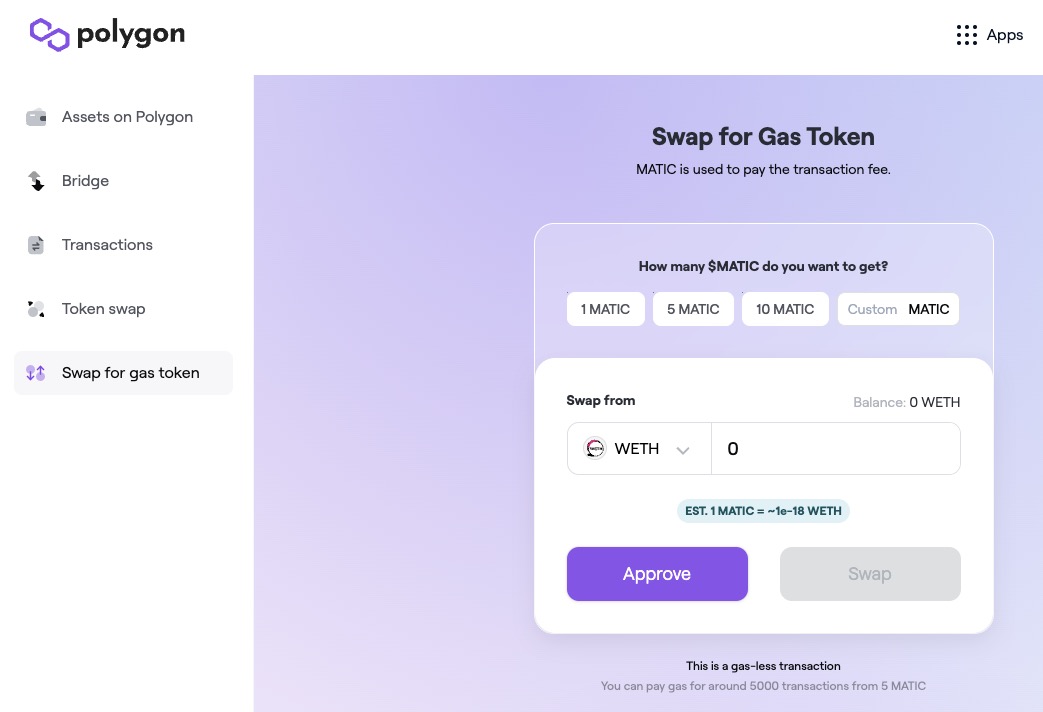 polygon
Apps
Assets on Polygon
Bridge
Transactions
Token swap
Swap for gas token
Swap for Gas Token
MATIC is used to pay the transaction fee.
How many $MATIC do you want to get?
1 MATIC 5 MATIC 10 MATIC Custom MATIC
Swap from Balance: 0 WETH
WETH 0
EST. 1 MATIC = ~1e-18 WETH
Approve Swap
This is a gas-less transaction
You can pay gas for around 5000 transactions from 5 MATIC